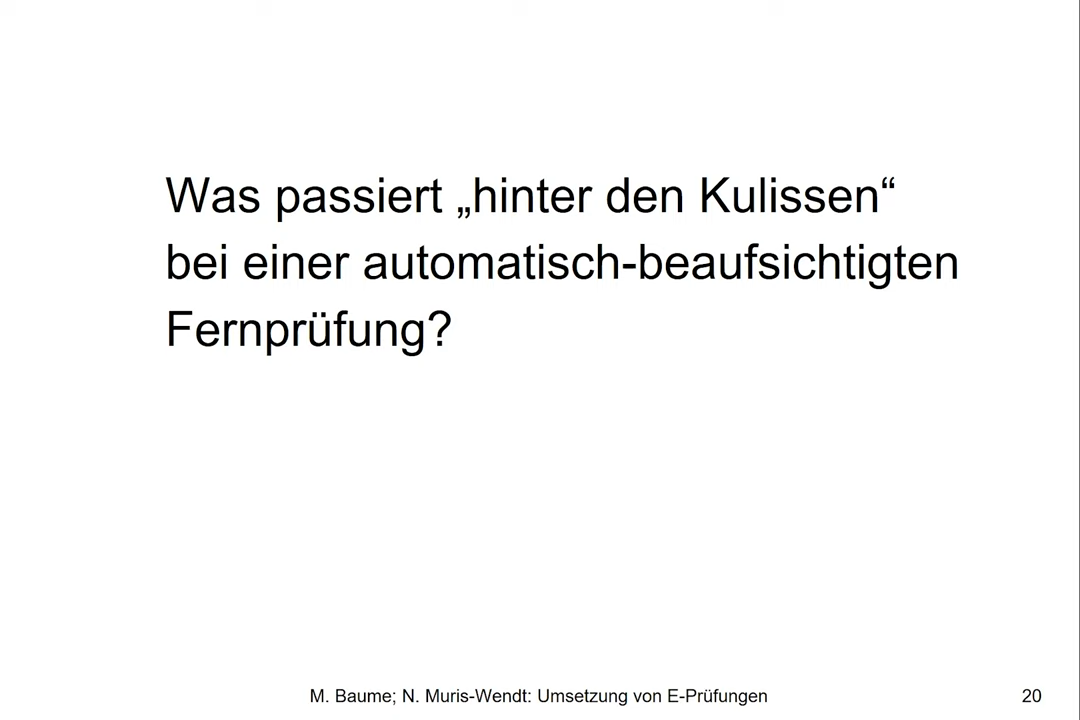 Was passiert „hinter den Kulissen“
bei einer automatisch-beaufsichtigten
Fernprüfung?
M. Baume; N. Muris-Wendt: Umsetzung von E-Prüfungen
20